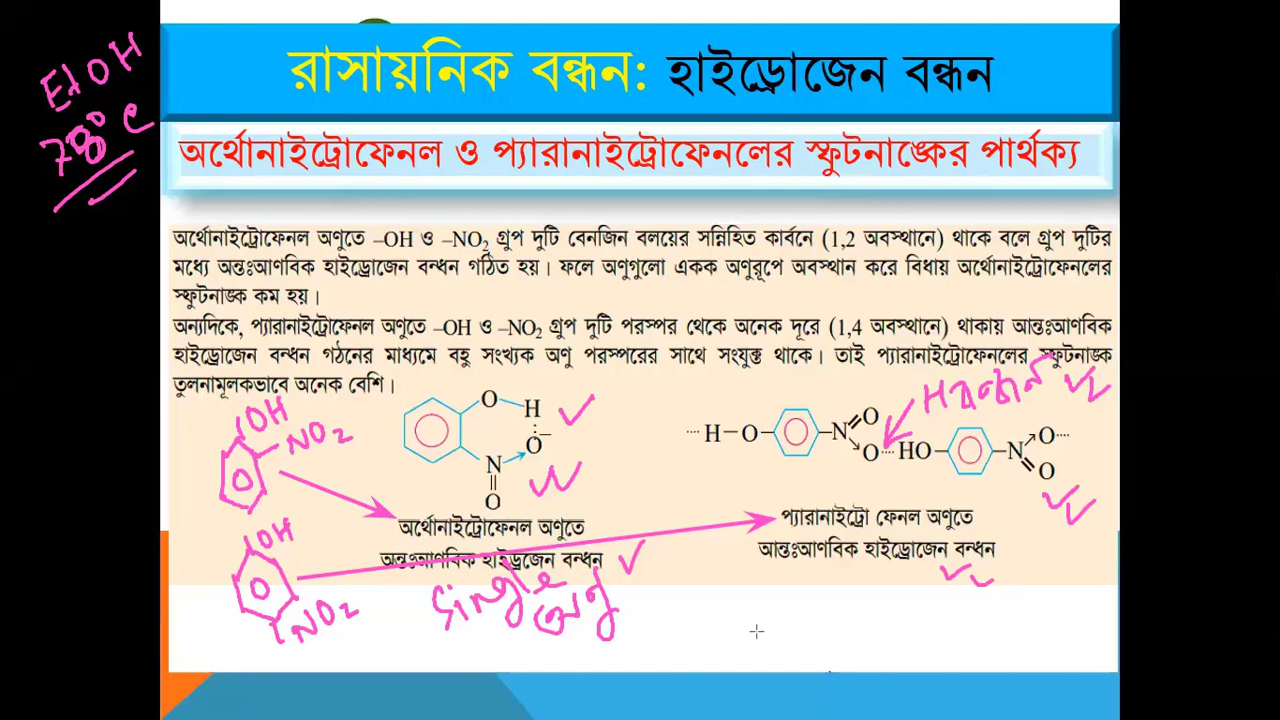 EtOH
78°C
রাসায়নিক বন্ধন: হাইড্রোজেন বন্ধন
অর্থোনাইট্রোফেনল ও প্যারানাইট্রোফেনলের স্ফুটনাঙ্কের পার্থক্য
অর্থোনাইট্রোফেনল অণুতে –OH ও –NO₂ গ্রুপ দুটি বেনজিন বলয়ের সন্নিহিত কার্বনে (1,2 অবস্থানে) থাকে বলে গ্রুপ দুটির
মধ্যে অন্তঃআণবিক হাইড্রোজেন বন্ধন গঠিত হয়। ফলে অণুগুলো একক অণুরূপে অবস্থান করে বিধায় অর্থোনাইট্রোফেনলের
স্ফুটনাঙ্ক কম হয়।
অন্যদিকে, প্যারানাইট্রোফেনল অণুতে –OH ও –NO₂ গ্রুপ দুটি পরস্পর থেকে অনেক দূরে (1,4 অবস্থানে) থাকায় আন্তঃআণবিক
হাইড্রোজেন বন্ধন গঠনের মাধ্যমে বহু সংখ্যক অণু পরস্পরের সাথে সংযুক্ত থাকে। তাই প্যারানাইট্রোফেনলের স্ফুটনাঙ্ক
তুলনামূলকভাবে অনেক বেশি।
H বন্ধন
OH
NO₂
O H
O⁻
N
O
H–O N O
O HO N O
O
অর্থোনাইট্রোফেনল অণুতে
অন্তঃআণবিক হাইড্রজেন বন্ধন
প্যারানাইট্রো ফেনল অণুতে
আন্তঃআণবিক হাইড্রোজেন বন্ধন
OH
NO₂
Single
অণু